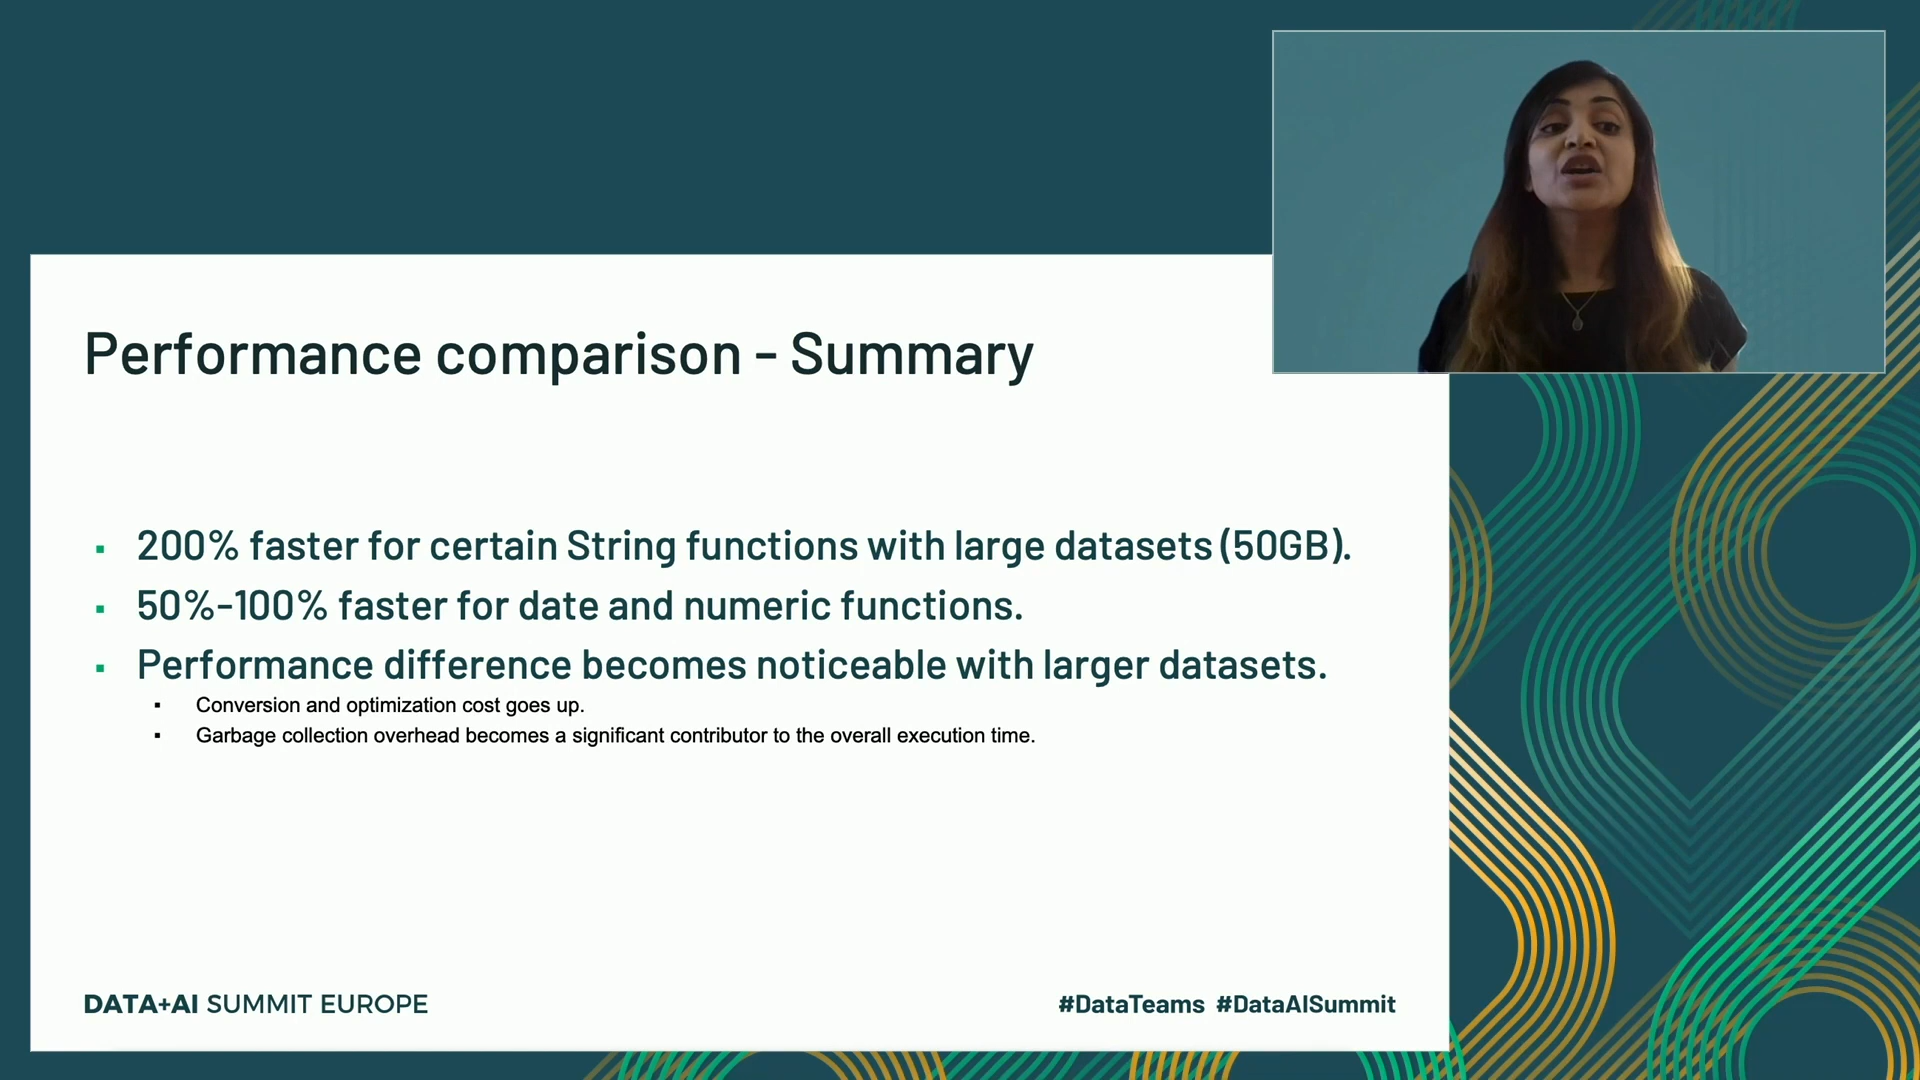 Performance comparison - Summary
▪ 200% faster for certain String functions with large datasets (50GB).
▪ 50%-100% faster for date and numeric functions.
▪ Performance difference becomes noticeable with larger datasets.
▪ Conversion and optimization cost goes up.
▪ Garbage collection overhead becomes a significant contributor to the overall execution time.
DATA+AI SUMMIT EUROPE
#DataTeams #DataAISummit